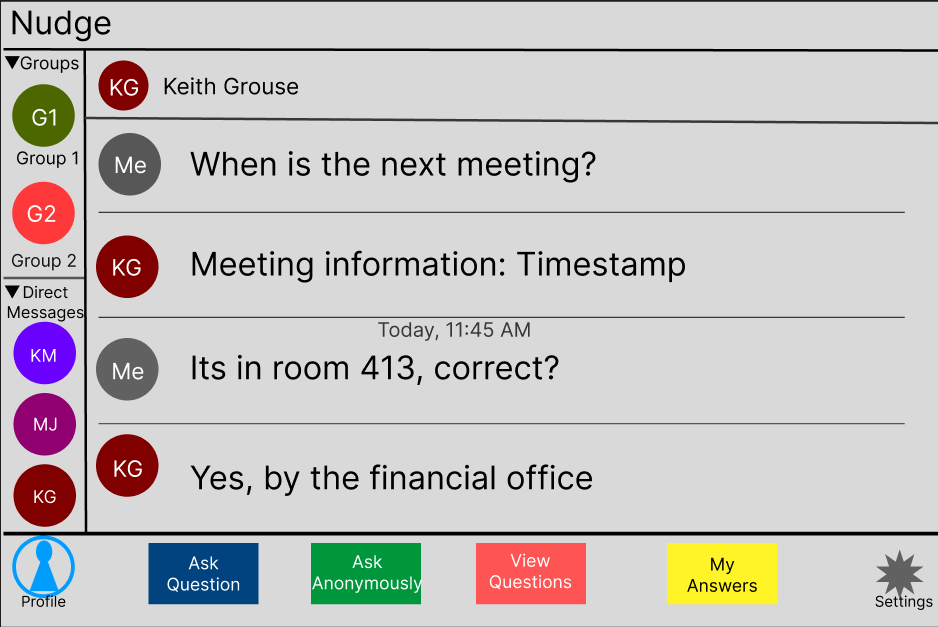 Nudge
▼Groups
G1
Group 1
G2
Group 2
▼ Direct
Messages
KM
MJ
KG
KG Keith Grouse
Me When is the next meeting?
KG Meeting information: Timestamp
Today, 11:45 AM
Me Its in room 413, correct?
KG Yes, by the financial office
Profile
Ask
Question
Ask
Anonymously
View
Questions
My
Answers
Settings